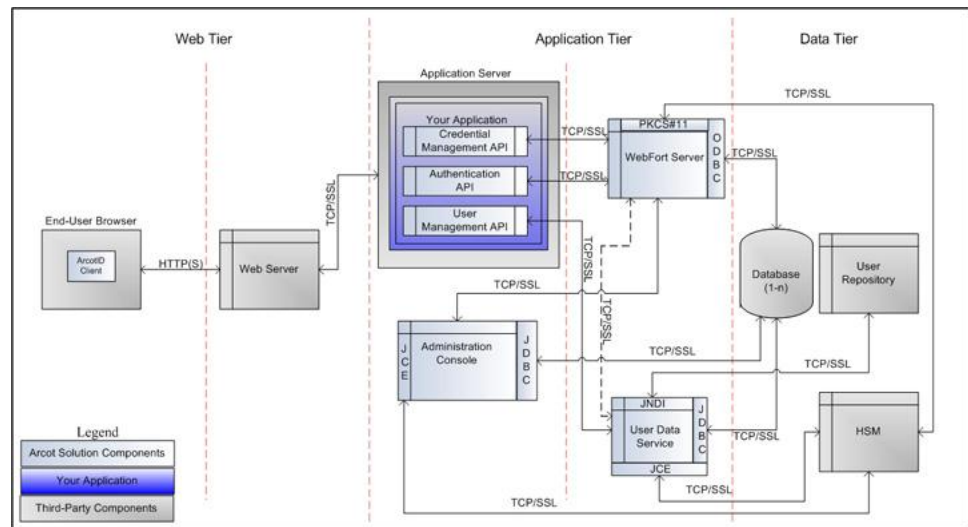 Web Tier
Application Tier
Data Tier
Application Server
Your Application
Credential
Management API
Authentication
API
User
Management API
TCP/SSL
TCP/SSL
TCP/SSL
PKCS#11
WebFort Server
ODBC
TCP/SSL
TCP/SSL
End-User Browser
ArcotID
Client
HTTP(S)
Web Server
TCP/SSL
TCP/SSL
TCP/SSL
Database
(1-n)
User
Repository
JCE
Administration
Console
JDBC
TCP/SSL
TCP/SSL
JNDI
User Data
Service
JDBC
JCE
TCP/SSL
HSM
TCP/SSL
TCP/SSL
Legend
Arcot Solution Components
Your Application
Third-Party Components